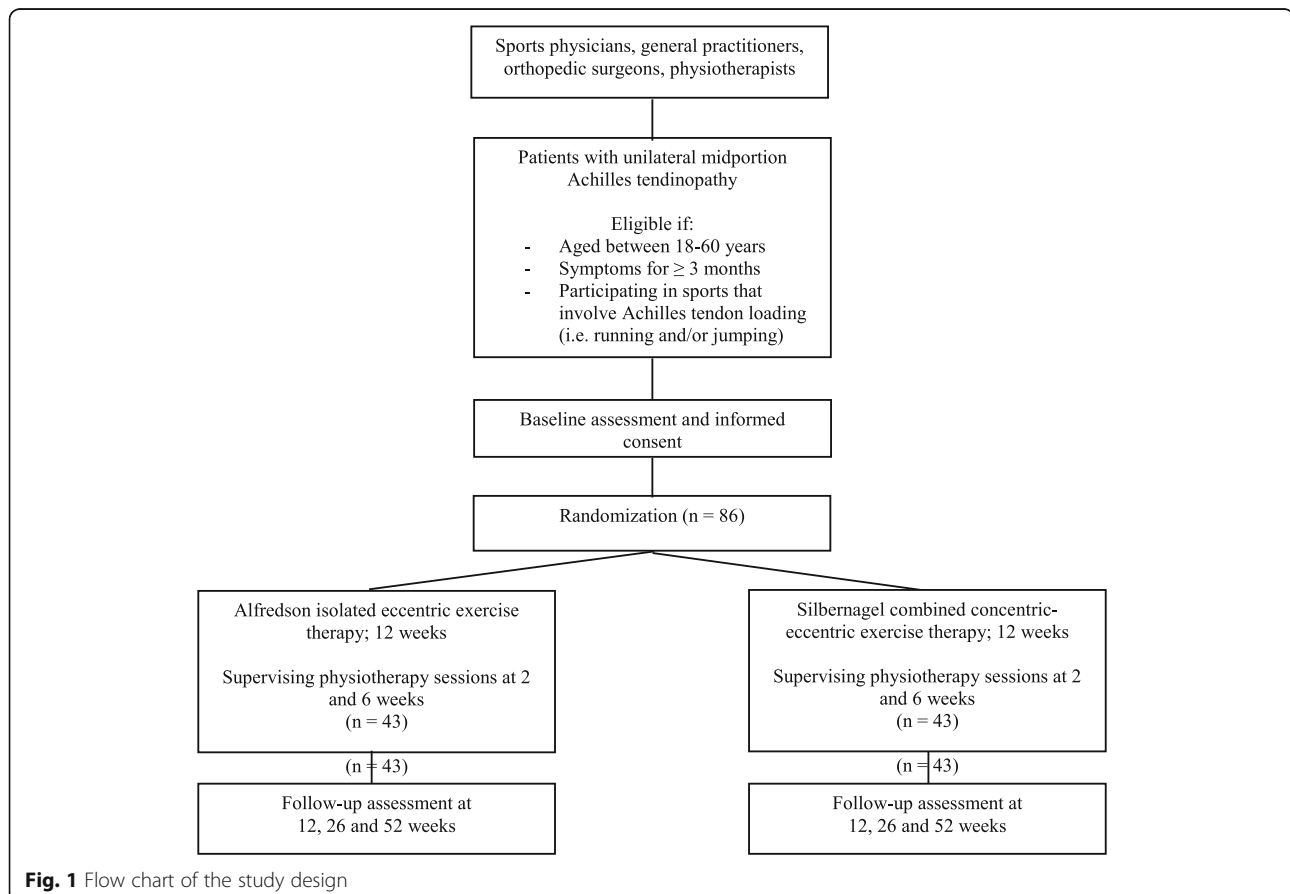 Sports physicians, general practitioners,
orthopedic surgeons, physiotherapists
Patients with unilateral midportion
Achilles tendinopathy
Eligible if:
- Aged between 18-60 years
- Symptoms for ≥ 3 months
- Participating in sports that
involve Achilles tendon loading
(i.e. running and/or jumping)
Baseline assessment and informed
consent
Randomization (n = 86)
Alfredson isolated eccentric exercise
therapy; 12 weeks
Supervising physiotherapy sessions at 2
and 6 weeks
(n = 43)
(n = 43)
Follow-up assessment at
12, 26 and 52 weeks
Silbernagel combined concentric-
eccentric exercise therapy; 12 weeks
Supervising physiotherapy sessions at 2
and 6 weeks
(n = 43)
(n = 43)
Follow-up assessment at
12, 26 and 52 weeks
Fig. 1 Flow chart of the study design